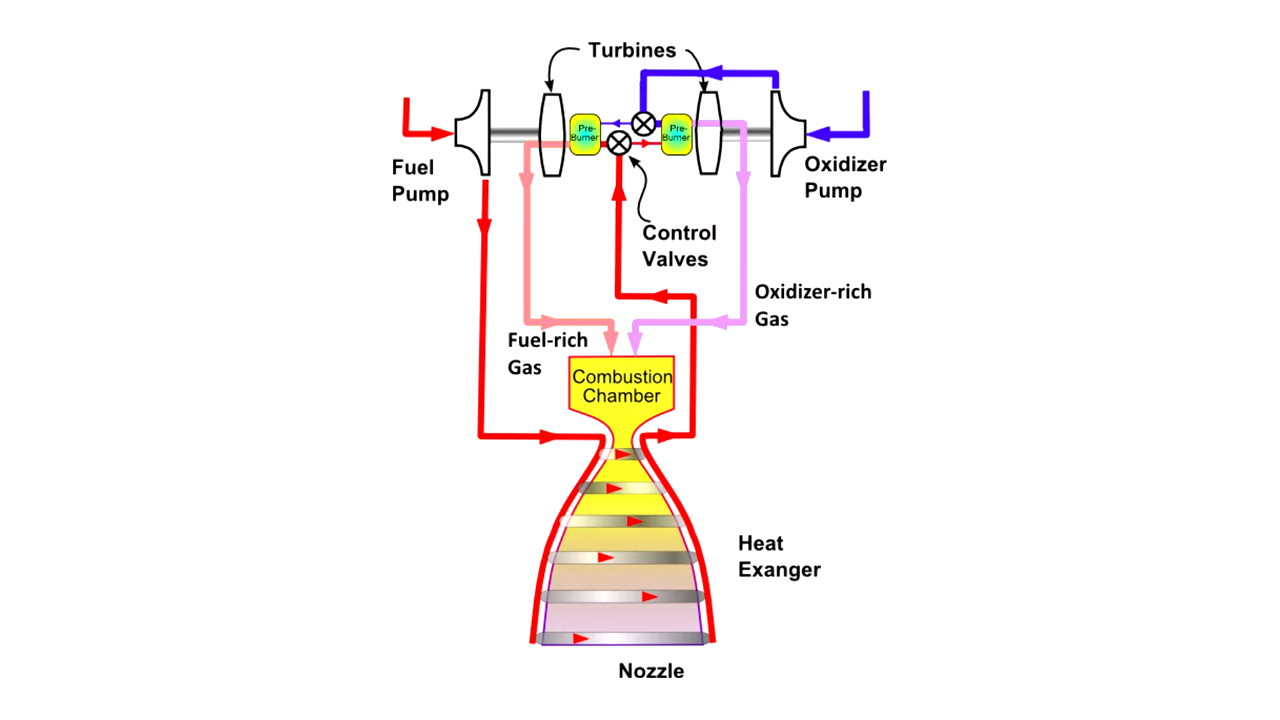 Turbines
Pre-
Burner
Pre-
Burner
Fuel
Pump
Oxidizer
Pump
Control
Valves
Oxidizer-rich
Gas
Fuel-rich
Gas
Combustion
Chamber
Heat
Exanger
Nozzle